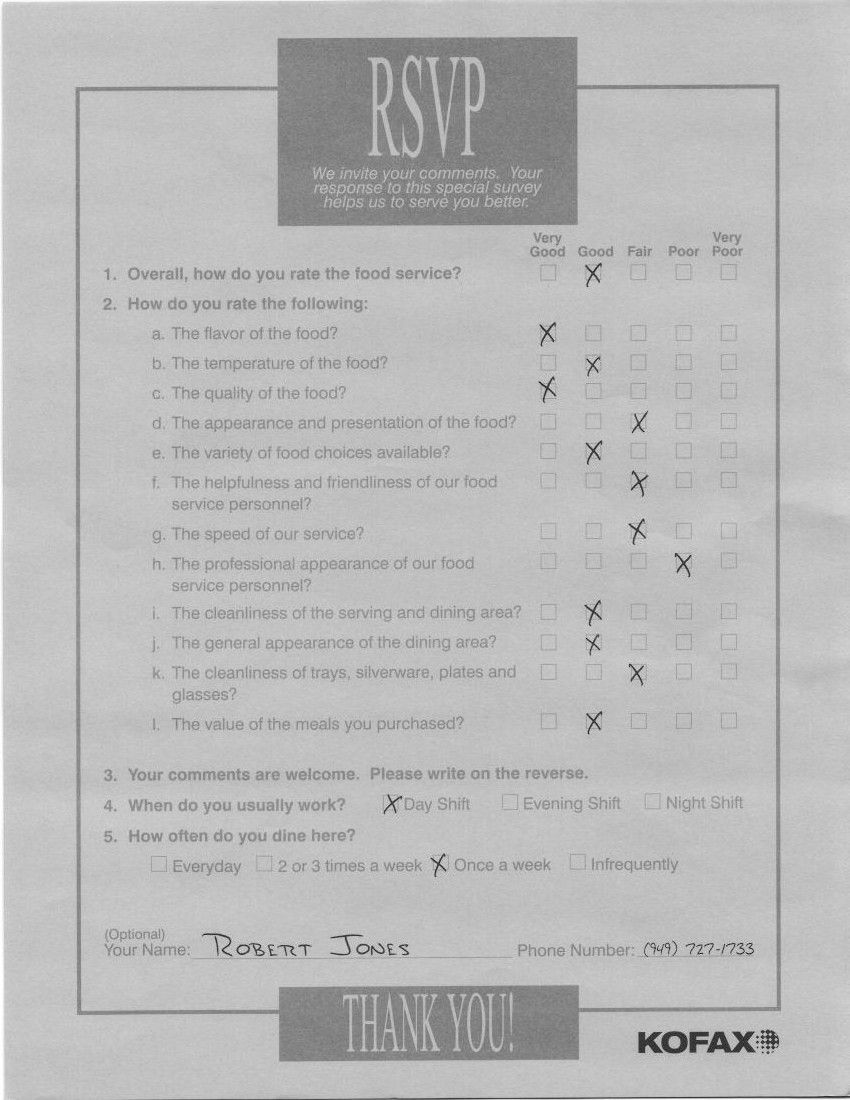 RSVP
We invite your comments. Your
response to this special survey
helps us to serve you better.
Very Good Good Fair Poor Very Poor
1. Overall, how do you rate the food service?
2. How do you rate the following:
a. The flavor of the food?
b. The temperature of the food?
c. The quality of the food?
d. The appearance and presentation of the food?
e. The variety of food choices available?
f. The helpfulness and friendliness of our food
service personnel?
g. The speed of our service?
h. The professional appearance of our food
service personnel?
i. The cleanliness of the serving and dining area?
j. The general appearance of the dining area?
k. The cleanliness of trays, silverware, plates and
glasses?
l. The value of the meals you purchased?
3. Your comments are welcome. Please write on the reverse.
4. When do you usually work? Day Shift Evening Shift Night Shift
5. How often do you dine here?
Everyday 2 or 3 times a week Once a week Infrequently
(Optional)
Your Name: ROBERT JONES Phone Number: (949) 727-1733
THANK YOU!
KOFAX